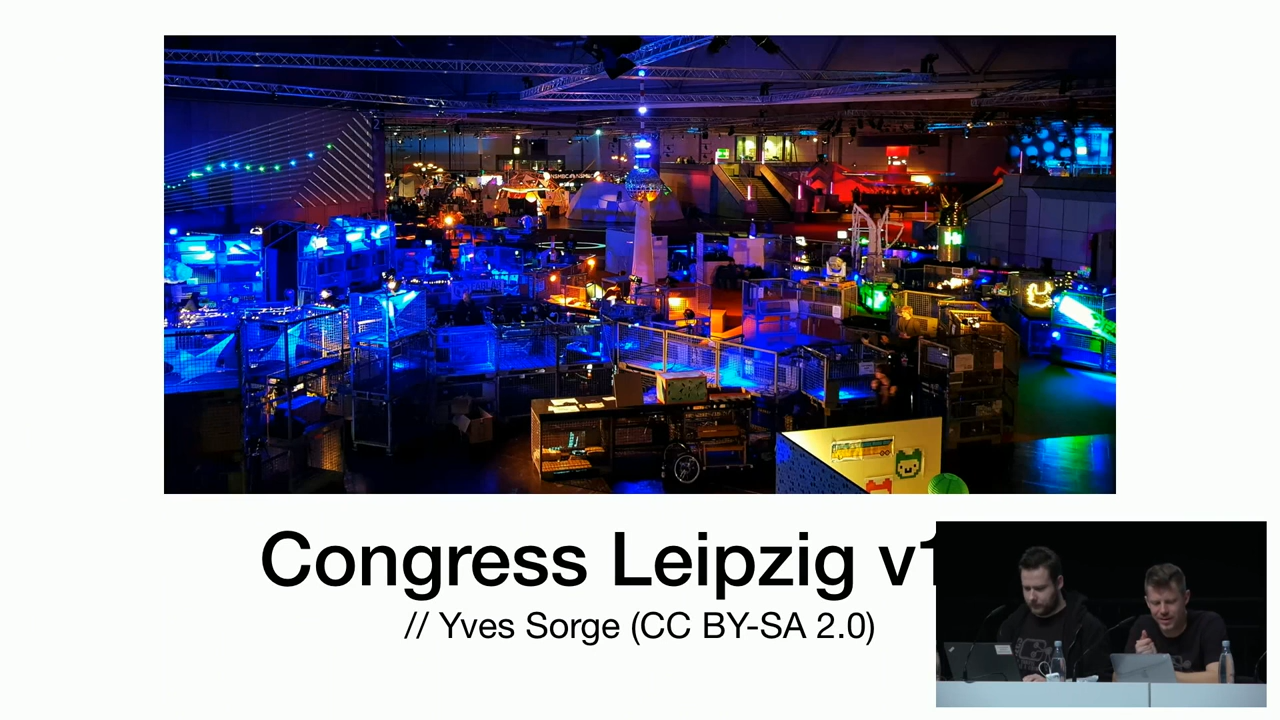 Congress Leipzig v1
// Yves Sorge (CC BY-SA 2.0)